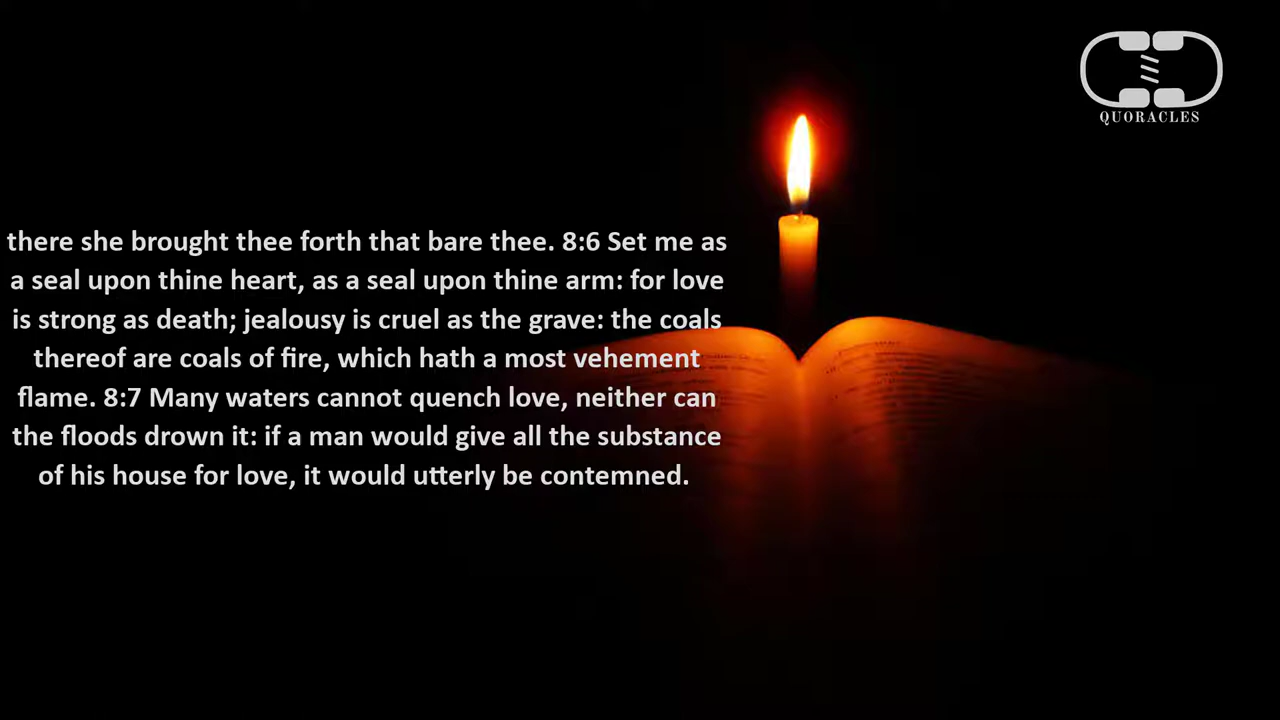 QUORACLES
there she brought thee forth that bare thee. 8:6 Set me as
a seal upon thine heart, as a seal upon thine arm: for love
is strong as death; jealousy is cruel as the grave: the coals
thereof are coals of fire, which hath a most vehement
flame. 8:7 Many waters cannot quench love, neither can
the floods drown it: if a man would give all the substance
of his house for love, it would utterly be contemned.